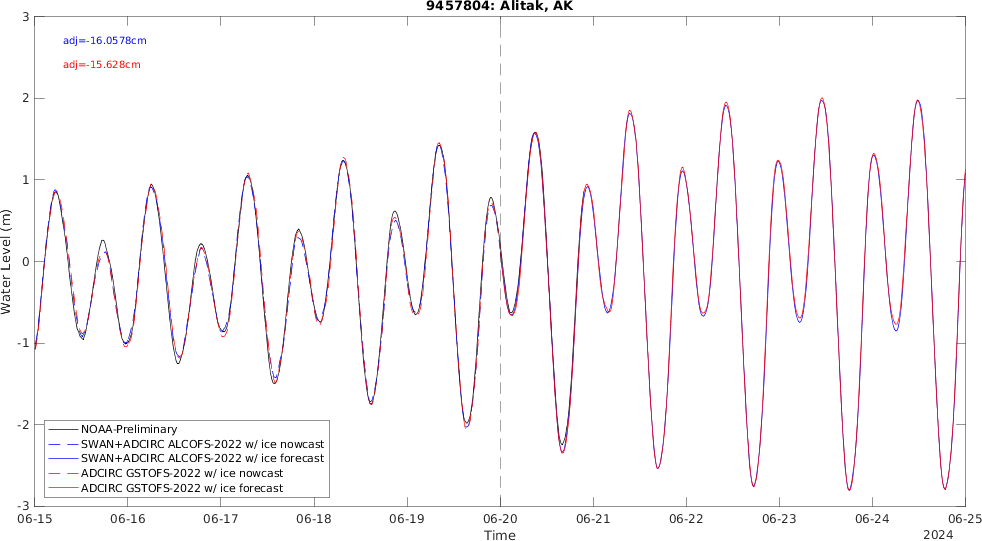 9457804: Alitak, AK
adj=-16.0578cm
adj=-15.628cm
3
2
1
0
-1
-2
-3
Water Level (m)
NOAA-Preliminary
SWAN+ADCIRC ALCOFS-2022 w/ ice nowcast
SWAN+ADCIRC ALCOFS-2022 w/ ice forecast
ADCIRC GSTOFS-2022 w/ ice nowcast
ADCIRC GSTOFS-2022 w/ ice forecast
06-15 06-16 06-17 06-18 06-19 06-20 06-21 06-22 06-23 06-24 06-25
Time
2024